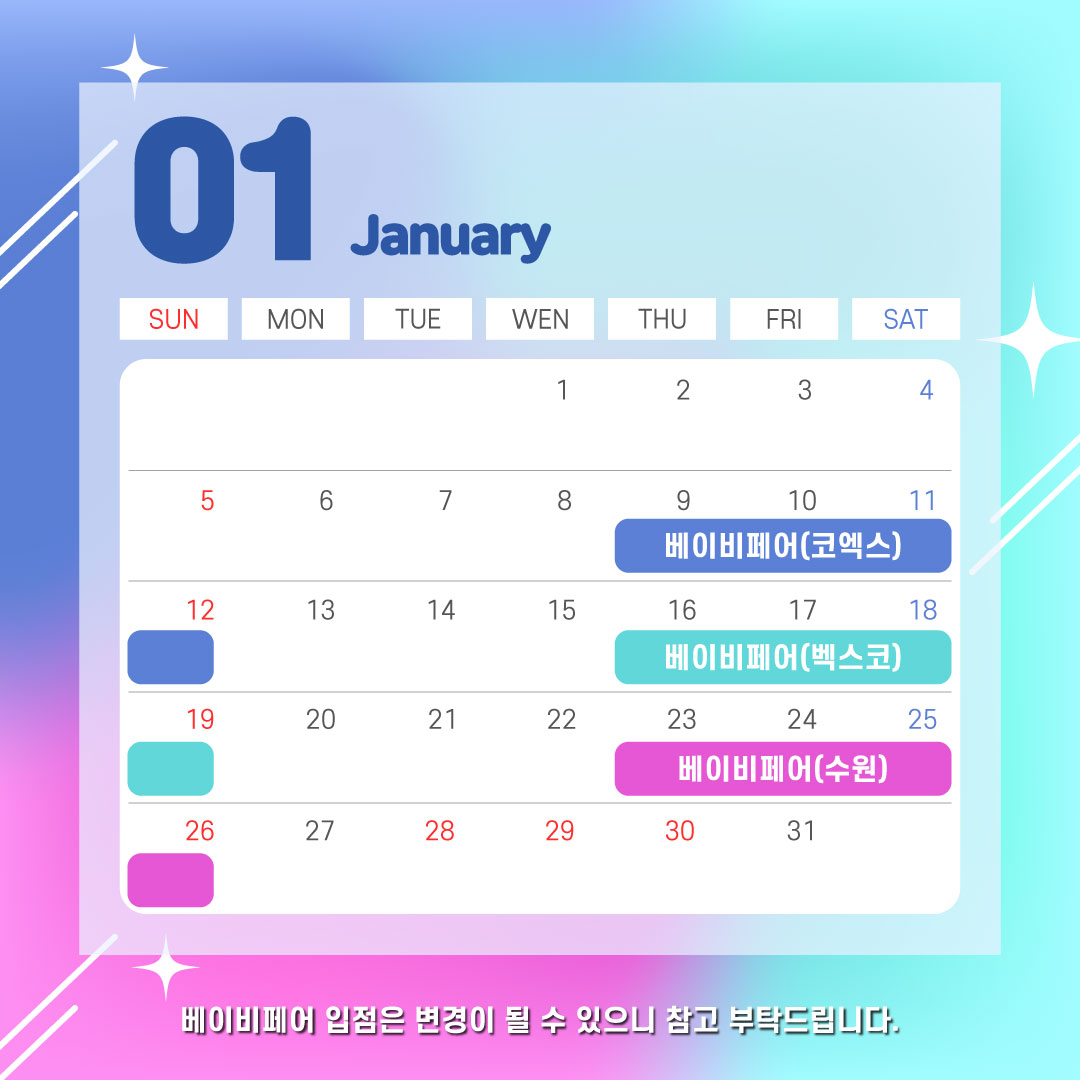 01 January
SUN MON TUE WEN THU FRI SAT
1 2 3 4
5 6 7 8 9 10 11
베이비페어(코엑스)
12 13 14 15 16 17 18
베이비페어(벡스코)
19 20 21 22 23 24 25
베이비페어(수원)
26 27 28 29 30 31
베이비페어 입점은 변경이 될 수 있으니 참고 부탁드립니다.